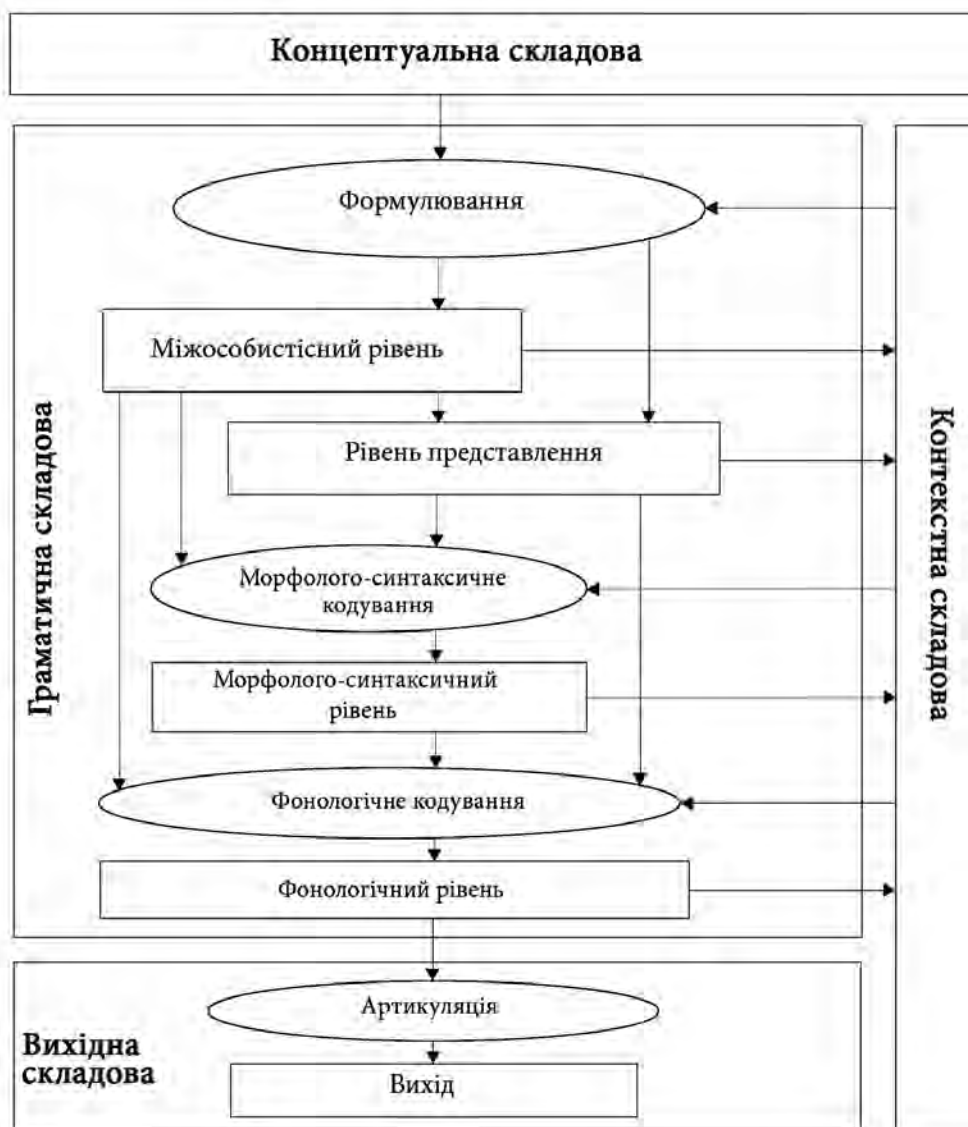 Концептуальна складова
Формулювання
Міжособистісний рівень
Рівень представлення
Граматична складова
Контекстна складова
Морфолого-синтаксичне
кодування
Морфолого-синтаксичний
рівень
Фонологічне кодування
Фонологічний рівень
Артикуляція
Вихідна
складова
Вихід